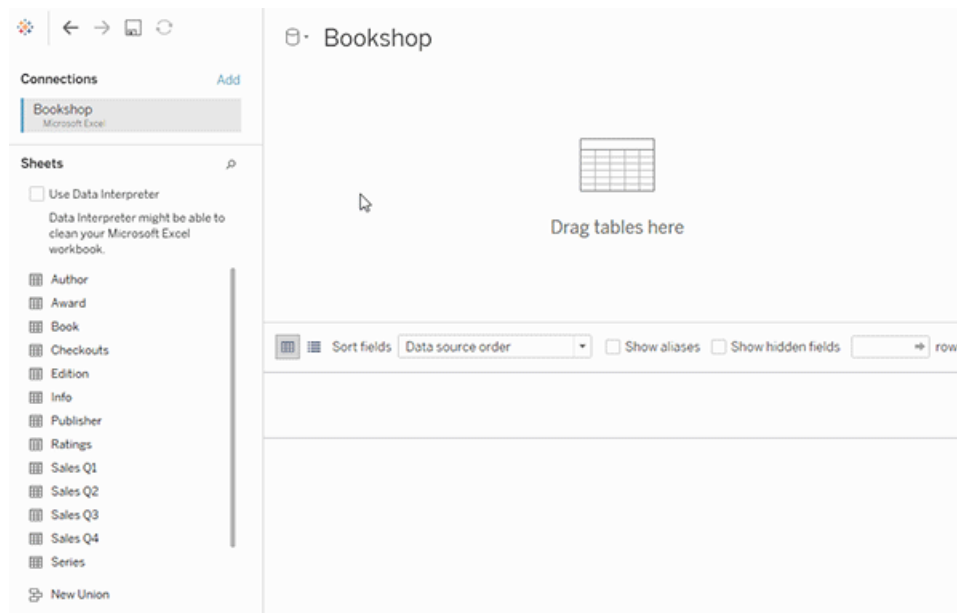 Bookshop
Connections Add
Bookshop
Microsoft Excel
Sheets
Use Data Interpreter
Data Interpreter might be able to
clean your Microsoft Excel
workbook.
Author
Award
Book
Checkouts
Edition
Info
Publisher
Ratings
Sales Q1
Sales Q2
Sales Q3
Sales Q4
Series
New Union
Drag tables here
Sort fields Data source order Show aliases Show hidden fields row